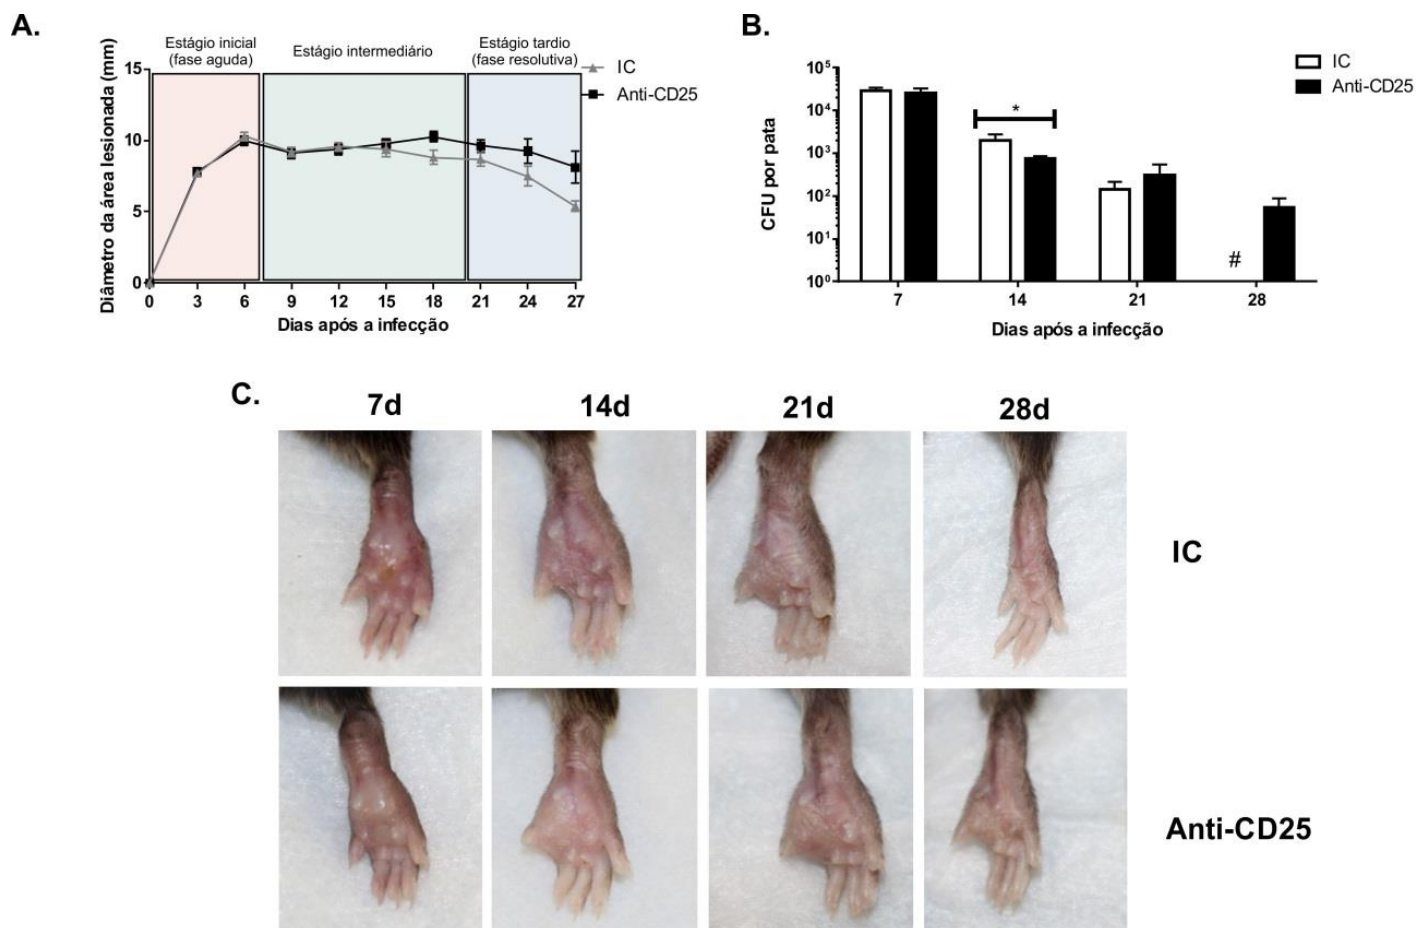 A.
Estágio inicial
(fase aguda)
Estágio intermediário
Estágio tardio
(fase resolutiva)
IC
Anti-CD25
Diâmetro da área lesionada (mm)
15
10
5
0
0 3 6 9 12 15 18 21 24 27
Dias após a infecção
B.
IC
Anti-CD25
CFU por pata
10⁵
10⁴
10³
10²
10¹
10⁰
*
#
7 14 21 28
Dias após a infecção
C.
7d 14d 21d 28d
IC
Anti-CD25